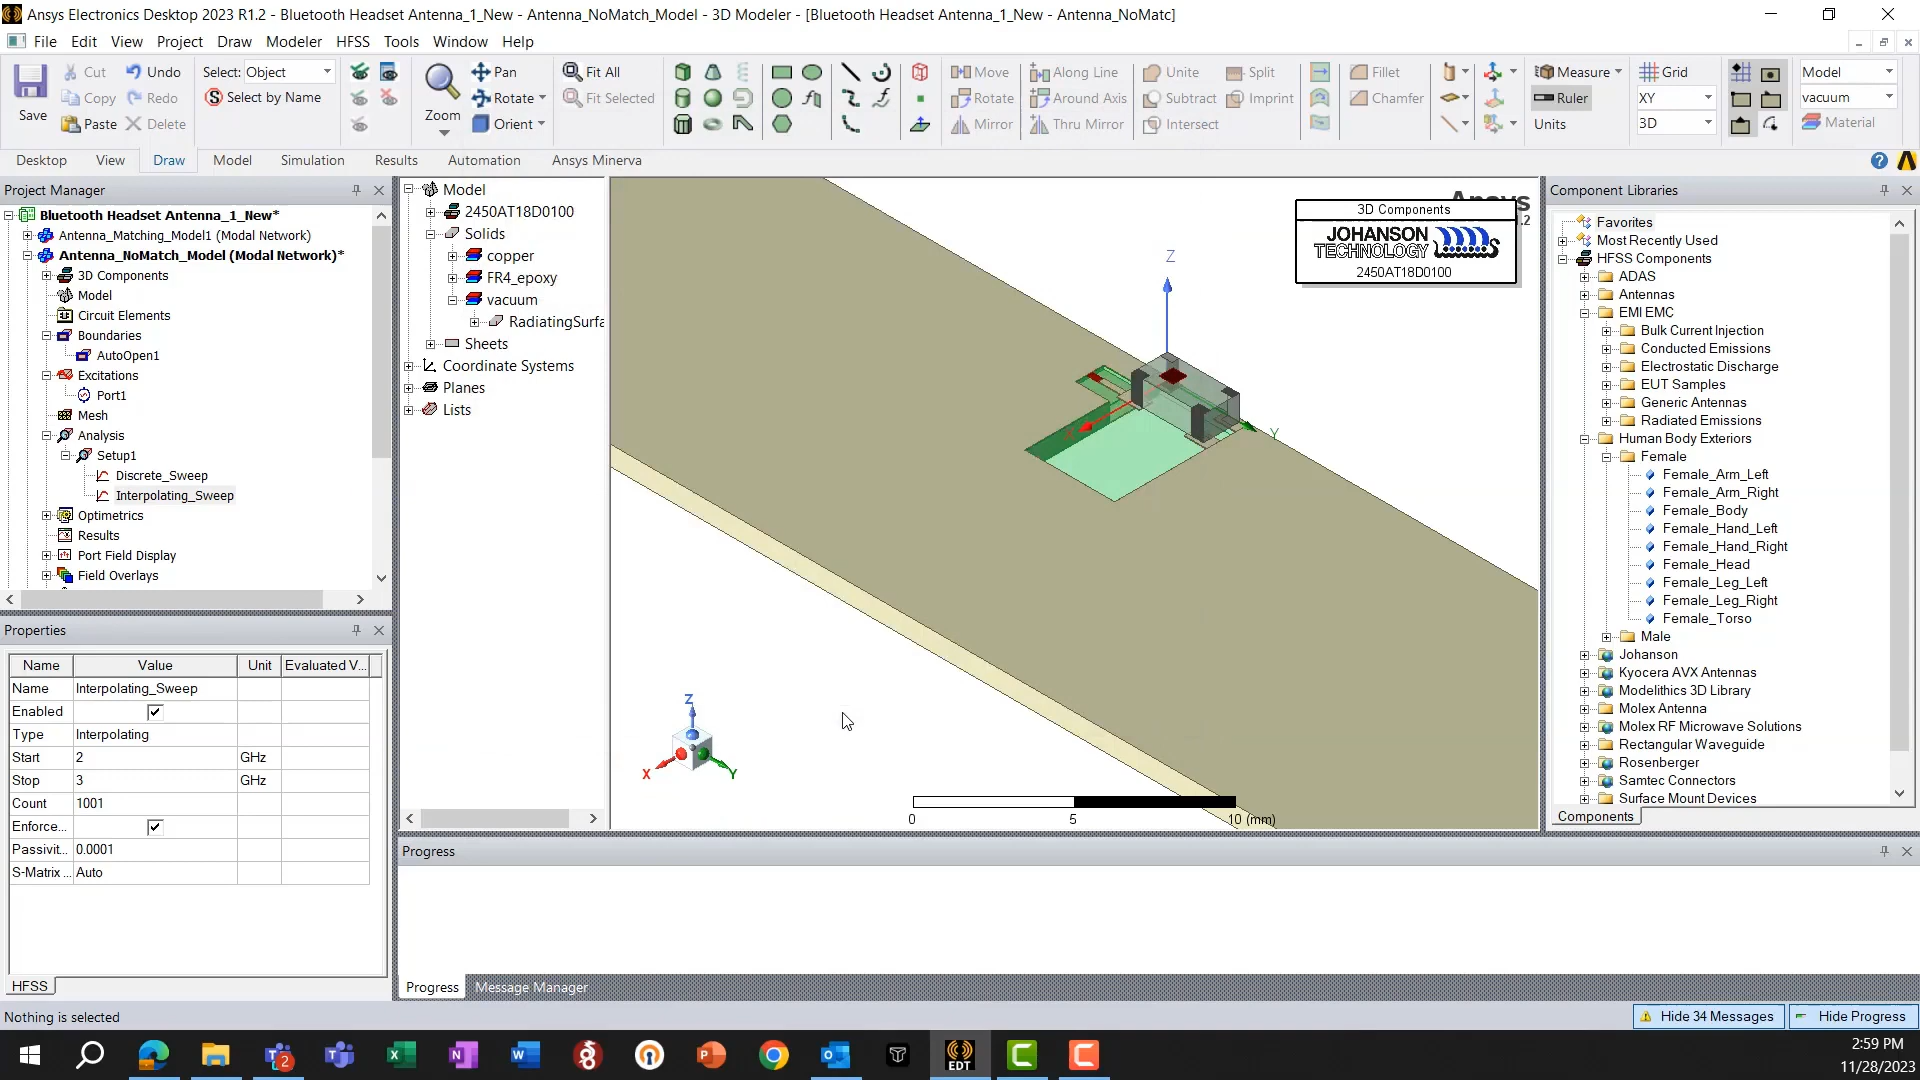 Ansys Electronics Desktop 2023 R1.2 - Bluetooth Headset Antenna_1_New - Antenna_NoMatch_Model - 3D Modeler - [Bluetooth Headset Antenna_1_New - Antenna_NoMatc]
File Edit View Project Draw Modeler HFSS Tools Window Help
Save
Cut
Copy
Paste
Undo
Redo
Delete
Select: Object
Select by Name
Zoom
Pan
Rotate
Orient
Fit All
Fit Selected
Move
Rotate
Mirror
Along Line
Around Axis
Thru Mirror
Unite
Subtract
Intersect
Split
Imprint
Fillet
Chamfer
Measure
Ruler
Units
Grid
XY
3D
Model
vacuum
Material
Desktop View Draw Model Simulation Results Automation Ansys Minerva
Project Manager
Bluetooth Headset Antenna_1_New*
Antenna_Matching_Model1 (Modal Network)
Antenna_NoMatch_Model (Modal Network)*
3D Components
Model
Circuit Elements
Boundaries
AutoOpen1
Excitations
Port1
Mesh
Analysis
Setup1
Discrete_Sweep
Interpolating_Sweep
Optimetrics
Results
Port Field Display
Field Overlays
Properties
Name Value Unit Evaluated V...
Name Interpolating_Sweep
Enabled
Type Interpolating
Start 2 GHz
Stop 3 GHz
Count 1001
Enforce...
Passivit... 0.0001
S-Matrix ... Auto
HFSS
Model
2450AT18D0100
Solids
copper
FR4_epoxy
vacuum
RadiatingSurfa
Sheets
Coordinate Systems
Planes
Lists
3D Components
JOHANSON
TECHNOLOGY
2450AT18D0100
Z
X
Y
Z
X
Y
0 5 10 (mm)
Component Libraries
Favorites
Most Recently Used
HFSS Components
ADAS
Antennas
EMI EMC
Bulk Current Injection
Conducted Emissions
Electrostatic Discharge
EUT Samples
Generic Antennas
Radiated Emissions
Human Body Exteriors
Female
Female_Arm_Left
Female_Arm_Right
Female_Body
Female_Hand_Left
Female_Hand_Right
Female_Head
Female_Leg_Left
Female_Leg_Right
Female_Torso
Male
Johanson
Kyocera AVX Antennas
Modelithics 3D Library
Molex Antenna
Molex RF Microwave Solutions
Rectangular Waveguide
Rosenberger
Samtec Connectors
Surface Mount Devices
Components
Progress
Progress Message Manager
Nothing is selected
Hide 34 Messages
Hide Progress
2
EDT
2:59 PM
11/28/2023